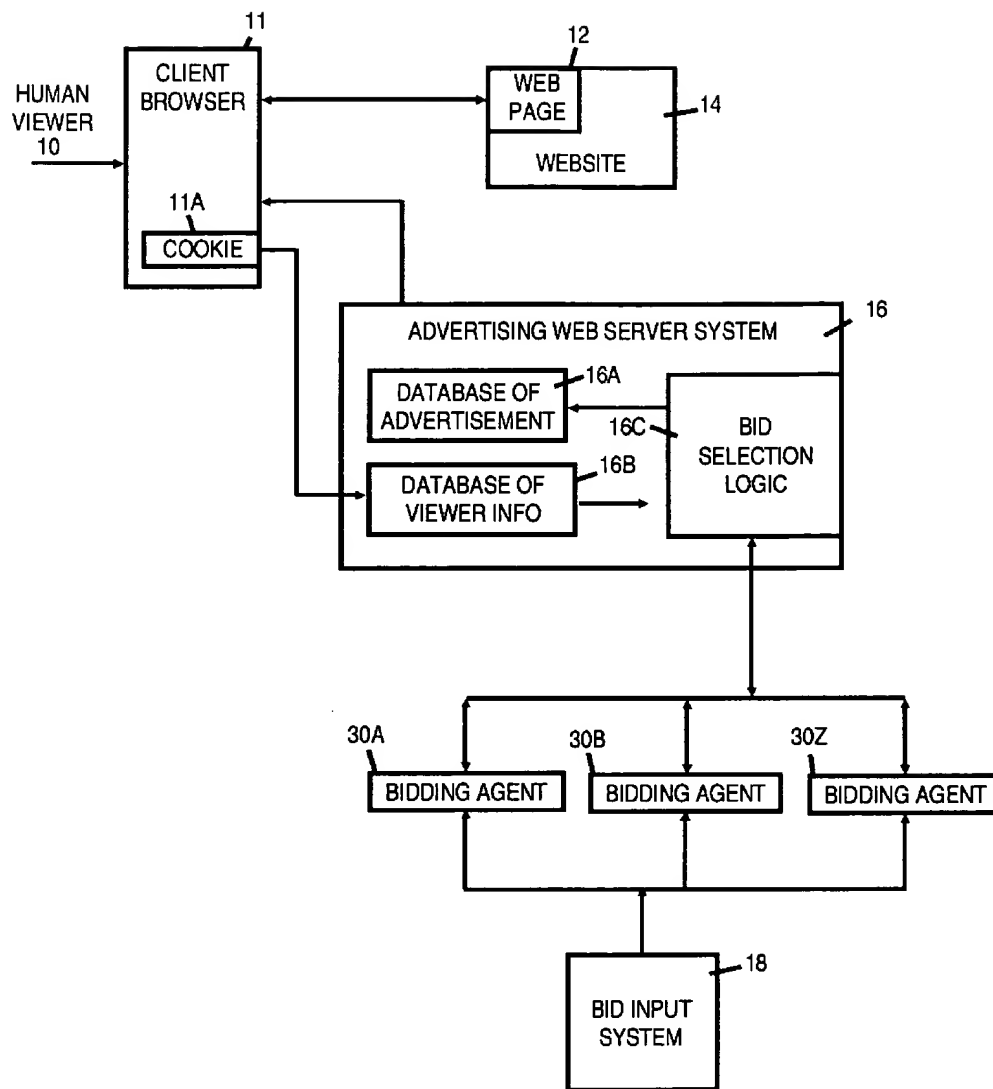 11
CLIENT
BROWSER
12
WEB
PAGE
14
WEBSITE
HUMAN
VIEWER
10
11A
COOKIE
16
ADVERTISING WEB SERVER SYSTEM
16A
DATABASE OF
ADVERTISEMENT
16C
BID
SELECTION
LOGIC
16B
DATABASE OF
VIEWER INFO
30A
BIDDING AGENT
30B
BIDDING AGENT
30Z
BIDDING AGENT
18
BID INPUT
SYSTEM